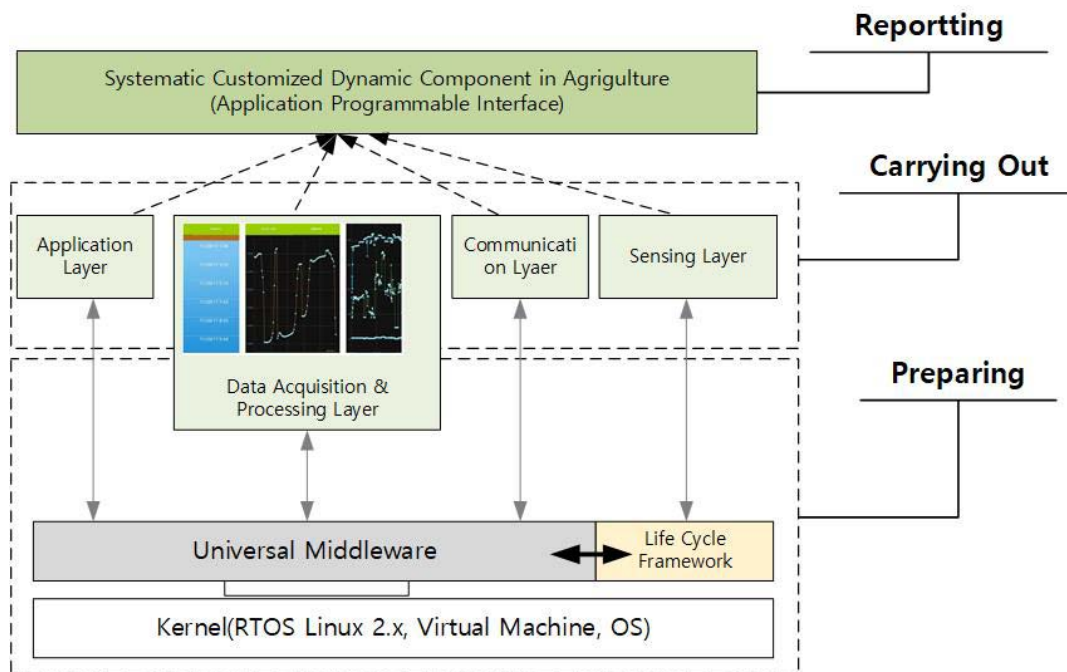 Reportting
Systematic Customized Dynamic Component in Agrigulture
(Application Programmable Interface)
Carrying Out
Application
Layer
Communicati
on Lyaer
Sensing Layer
Preparing
Data Acquisition &
Processing Layer
Universal Middleware
Life Cycle
Framework
Kernel(RTOS Linux 2.x, Virtual Machine, OS)